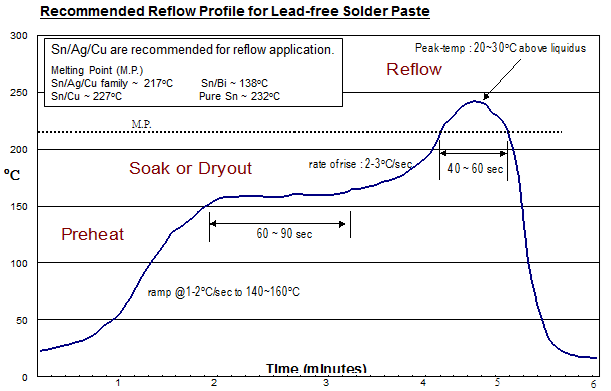 Recommended Reflow Profile for Lead-free Solder Paste
Sn/Ag/Cu are recommended for reflow application.
Melting Point (M.P.)
Sn/Ag/Cu family ~ 217°C Sn/Bi ~ 138°C
Sn/Cu ~ 227°C Pure Sn ~ 232°C
Peak-temp : 20~30°C above liquidus
Reflow
M.P.
Soak or Dryout
rate of rise : 2-3°C/sec
40 ~ 60 sec
Preheat
60 ~ 90 sec
ramp @1-2°C/sec to 140~160°C
300
250
200
°C
150
100
50
0
Time (minutes)
1 2 3 4 5 6